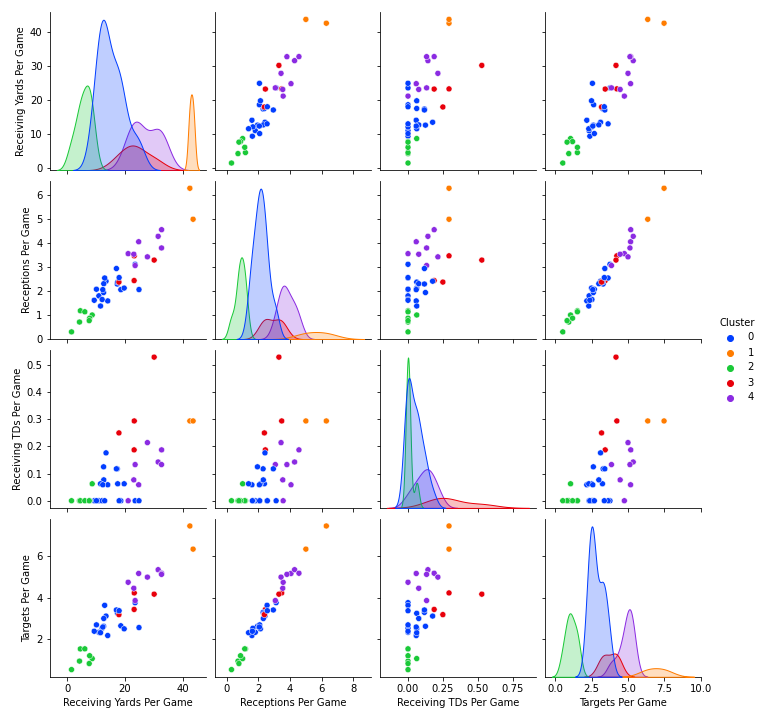 Receiving Yards Per Game
40
30
20
10
0
Receptions Per Game
6
5
4
3
2
1
0
Receiving TDs Per Game
0.5
0.4
0.3
0.2
0.1
0.0
Targets Per Game
6
4
2
0 20 40
0 2 4 6 8
0.00 0.25 0.50 0.75
0.0 2.5 5.0 7.5 10.0
Receiving Yards Per Game
Receptions Per Game
Receiving TDs Per Game
Targets Per Game
Cluster
0
1
2
3
4